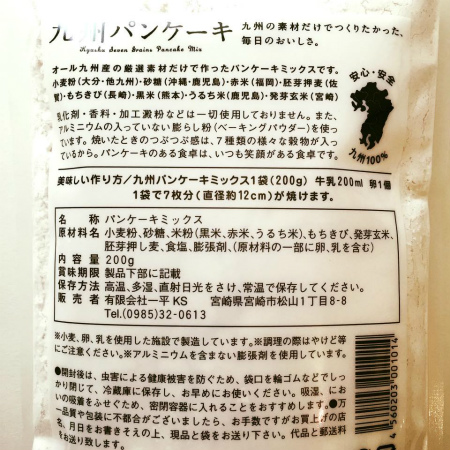 九州パンケーキ
Kyushu Seven Grains Pancake Mix
九州の素材だけでつくりたかった、
毎日のおいしさ。
オール九州産の厳選素材だけで作ったパンケーキミックスです。
小麦粉(大分・他九州)・砂糖(沖縄・鹿児島)・赤米(福岡)・胚芽押麦(佐
賀)・もちきび(長崎)・黒米(熊本)・うるち米(鹿児島)・発芽玄米(宮崎)
乳化剤・香料・加工澱粉などは一切使用しておりません。また、
アルミニウムの入っていない膨らし粉(ベーキングパウダー)を使っ
ています。焼いたときのつぶつぶ感は、7種類の様々な穀物が入っ
ているから。パンケーキのある食卓は、いつも笑顔がある食卓です。
安心・安全
九州100%
美味しい作り方/九州パンケーキミックス1袋(200g) 牛乳200ml 卵1個
1袋で7枚分(直径約12cm)が焼けます。
名 称 パンケーキミックス
原材料名 小麦粉、砂糖、米粉(黒米、赤米、うるち米)、もちきび、発芽玄米、
胚芽押し麦、食塩、膨張剤、(原材料の一部に卵、乳を含む)
内 容 量 200g
賞味期限 製品下部に記載
保存方法 高温、多湿、直射日光をさけ、常温で保存してください。
販 売 者 有限会社一平 KS 宮崎県宮崎市松山1丁目8-8
Tel.(0985)32-0613
※小麦、卵、乳を使用した施設で製造しています。※調理の際はやけど等
にご注意ください。※アルミニウムを含まない膨張剤を使用しています。
●開封後は、虫害による健康被害を防ぐため、袋口を輪ゴムなどでしっ
かり閉じて、冷蔵庫に保存し、お早めにお使いください。吸湿、におい
の吸着をふせぐため、密閉容器に入れることをおすすめします。●万
一品質や包装に不都合がございましたら、お手数ですがお買上げの店
名、月日をお書きそえの上、現品と袋をお送り下さい。代品と郵送料
をお送り致します。
4560203001014